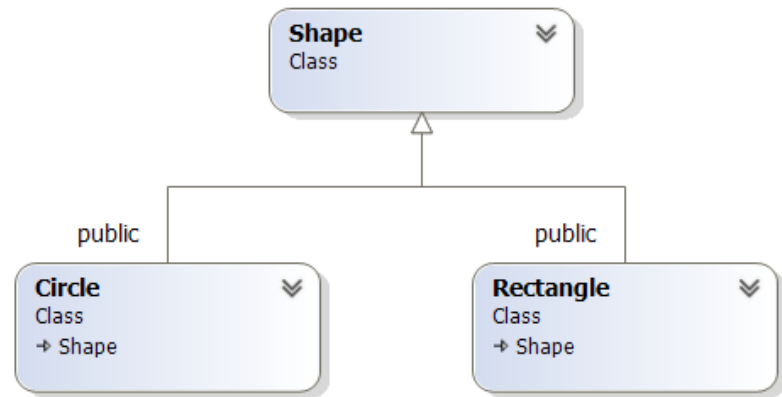 Shape
Class
public
public
Circle
Class
Shape
Rectangle
Class
Shape